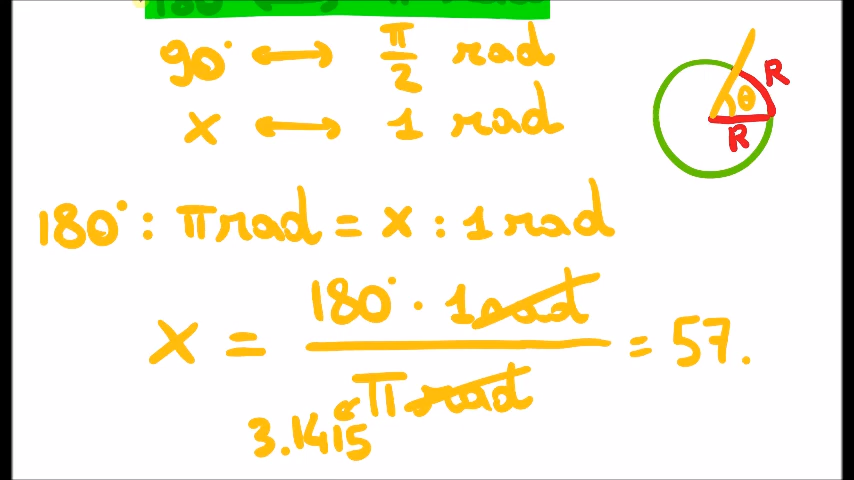 90° ↔ π/2 rad
x ↔ 1 rad
R
θ
R
180° : π rad = x : 1 rad
x = 180° · 1 rad / π rad = 57.
3.1415